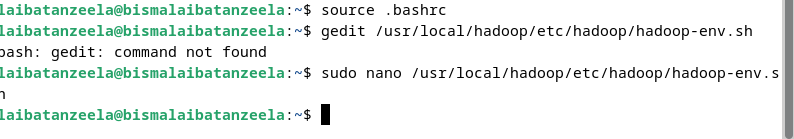 laibatanzeela@bismalaibatanzeela:~$ source .bashrc
laibatanzeela@bismalaibatanzeela:~$ gedit /usr/local/hadoop/etc/hadoop/hadoop-env.sh
bash: gedit: command not found
laibatanzeela@bismalaibatanzeela:~$ sudo nano /usr/local/hadoop/etc/hadoop/hadoop-env.s
h
laibatanzeela@bismalaibatanzeela:~$